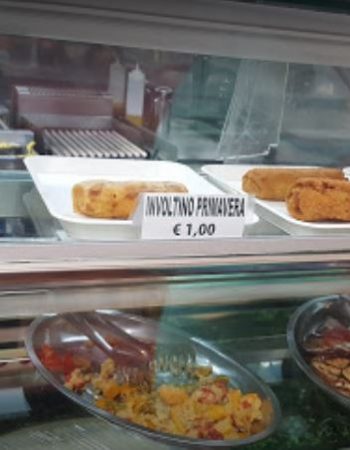 INVOLTINO PRIMAVERA
€ 1,00